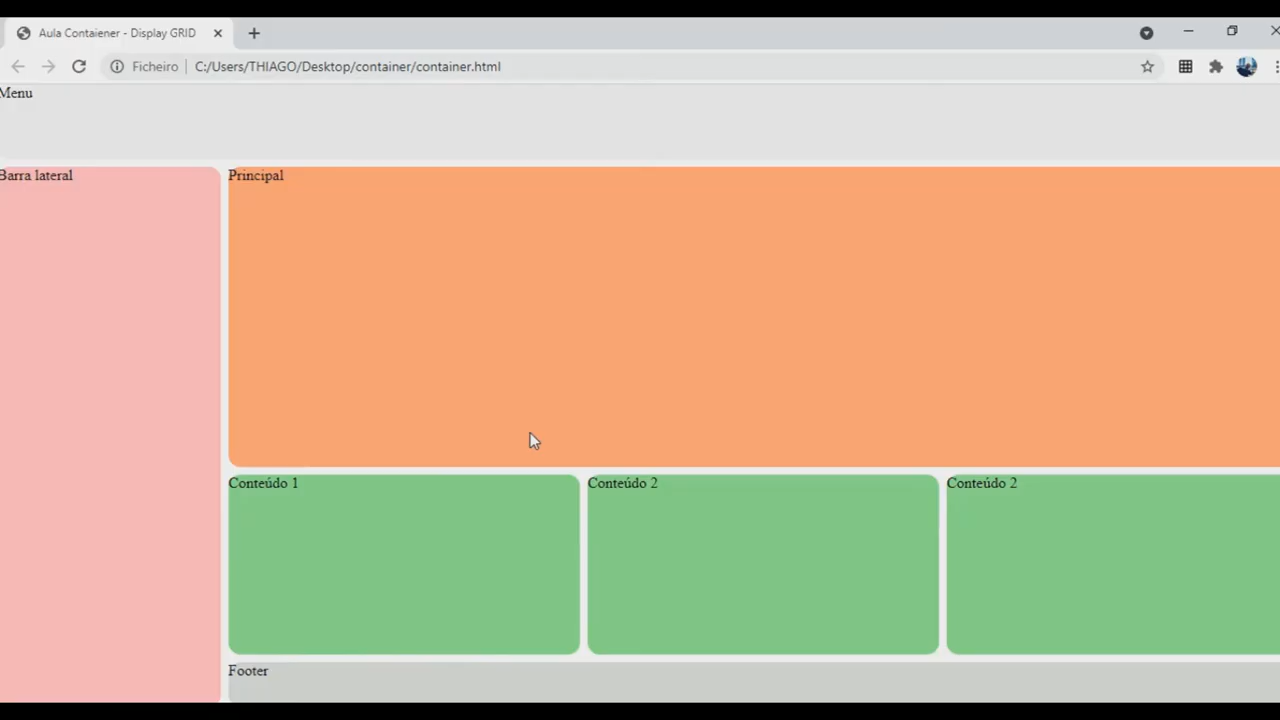 Aula Contaiener - Display GRID
Ficheiro
C:/Users/THIAGO/Desktop/container/container.html
Menu
Barra lateral
Principal
Conteúdo 1
Conteúdo 2
Conteúdo 2
Footer